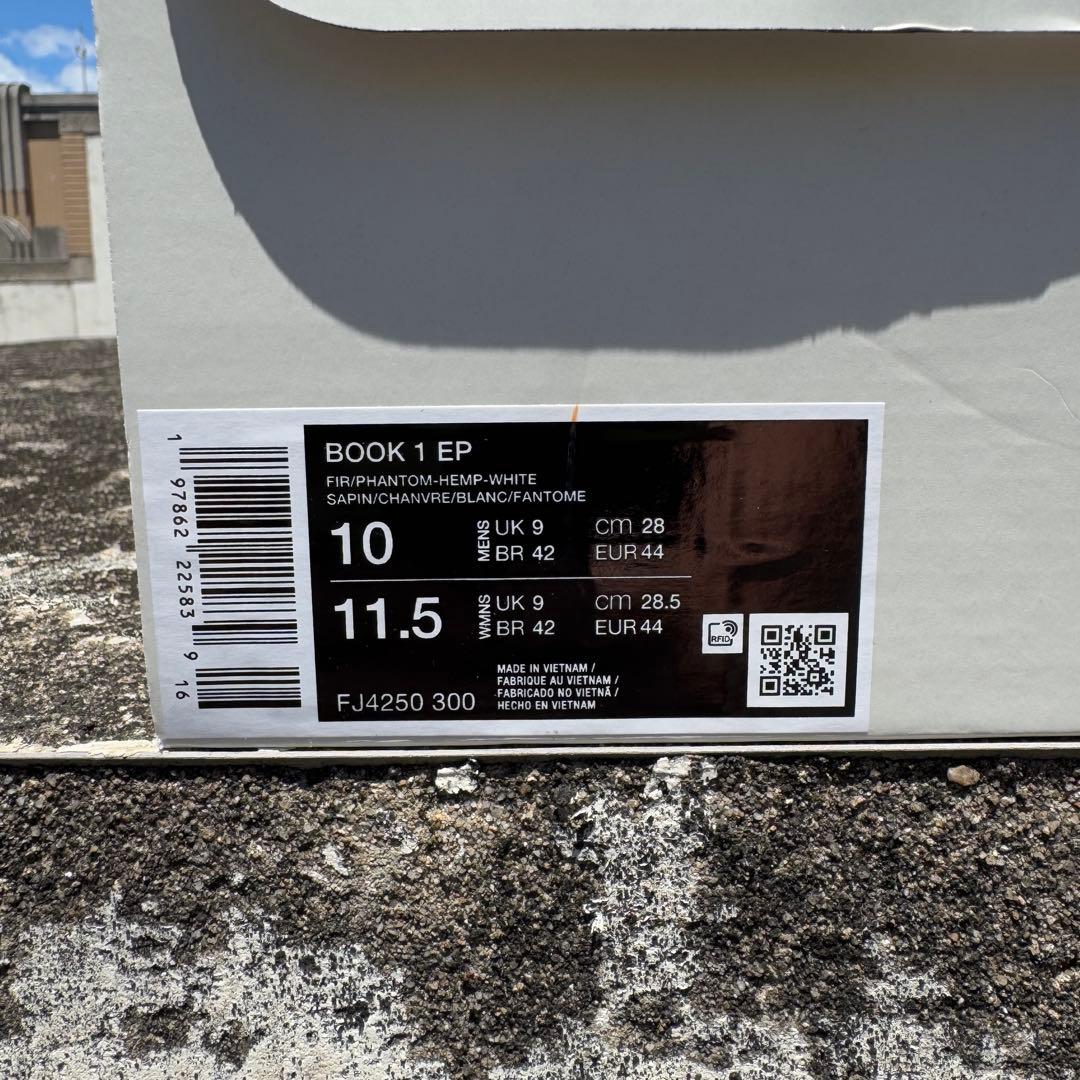 1 97862 22583 9 16
BOOK 1 EP
FIR/PHANTOM-HEMP-WHITE
SAPIN/CHANVRE/BLANC/FANTOME
10 MENS UK 9 cm 28
BR 42 EUR 44
11.5 WMNS UK 9 cm 28.5
BR 42 EUR 44
RFID
MADE IN VIETNAM /
FABRIQUE AU VIETNAM /
FABRICADO NO VIETNÃ /
HECHO EN VIETNAM
FJ4250 300